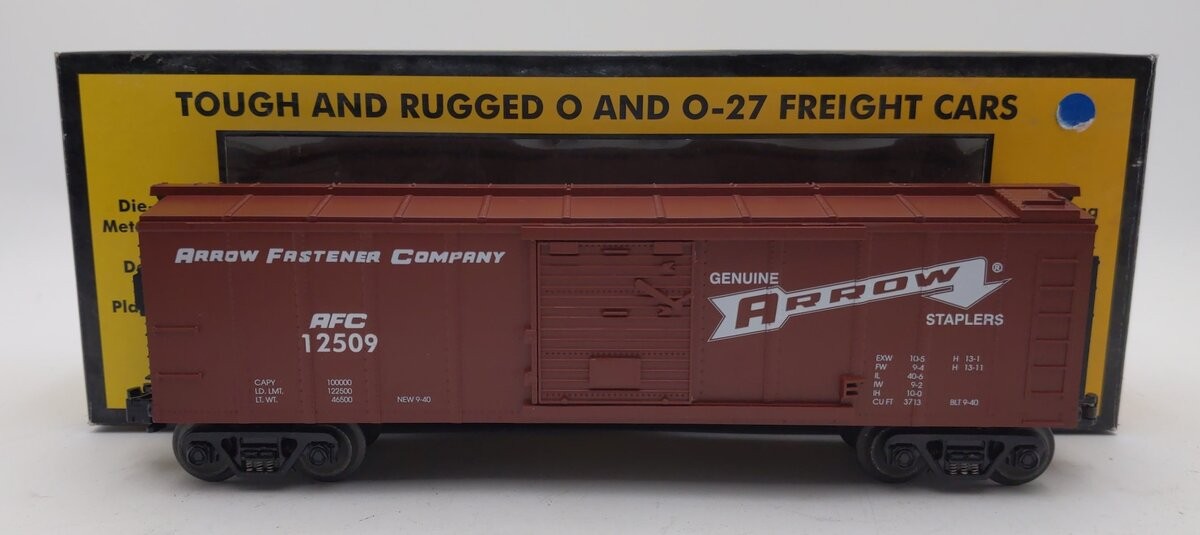 TOUGH AND RUGGED O AND O-27 FREIGHT CARS
Die-
ARROW FASTENER COMPANY
AFC
12509
CAPY 100000
LD. LMT. 122500
LT. WT. 46500 NEW 9-40
GENUINE
ARROW®
STAPLERS
EXW 10-5 H 13-1
FW 9-4 H 13-11
IL 40-6
IW 9-2
IH 10-0
CU FT 3713 BLT 9-40